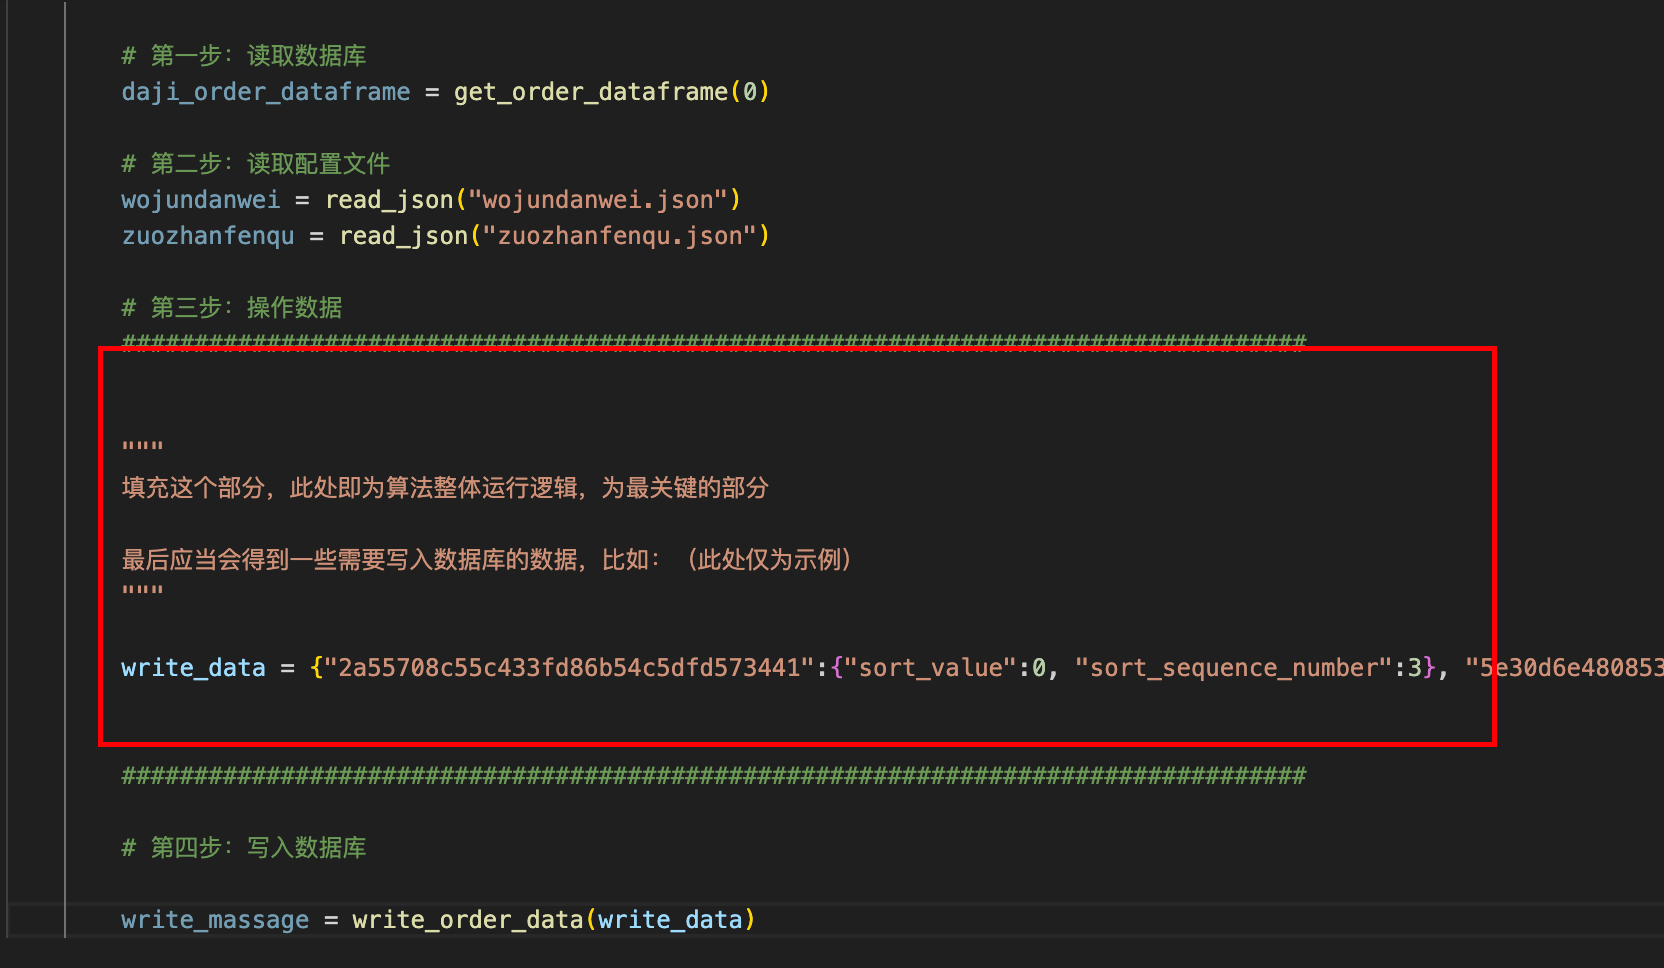 # 第一步：读取数据库
daji_order_dataframe = get_order_dataframe(0)
# 第二步：读取配置文件
wojundanwei = read_json("wojundanwei.json")
zuozhanfenqu = read_json("zuozhanfenqu.json")
# 第三步：操作数据
##################################################################################
"""
填充这个部分，此处即为算法整体运行逻辑，为最关键的部分
最后应当会得到一些需要写入数据库的数据，比如：（此处仅为示例）
"""
write_data = {"2a55708c55c433fd86b54c5dfd573441":{"sort_value":0, "sort_sequence_number":3}, "5e30d6e480853
##################################################################################
# 第四步：写入数据库
write_massage = write_order_data(write_data)